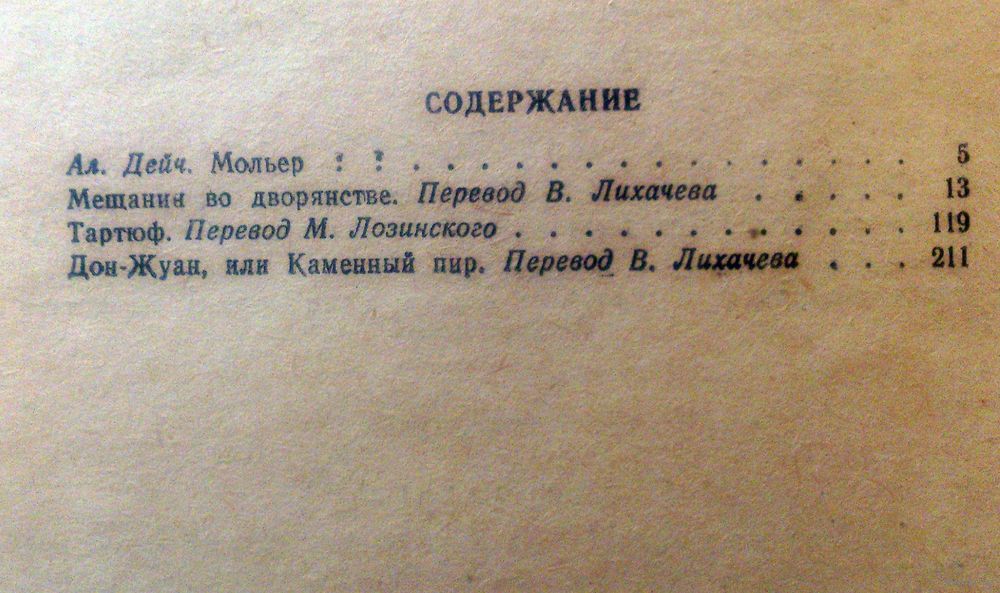 СОДЕРЖАНИЕ
Ал. Дейч. Мольер : : . . . . . . . . . . . . . 5
Мещанин во дворянстве. Перевод В. Лихачева . . . . . 13
Тартюф. Перевод М. Лозинского . . . . . . . . . . . 119
Дон-Жуан, или Каменный пир. Перевод В. Лихачева . . . 211